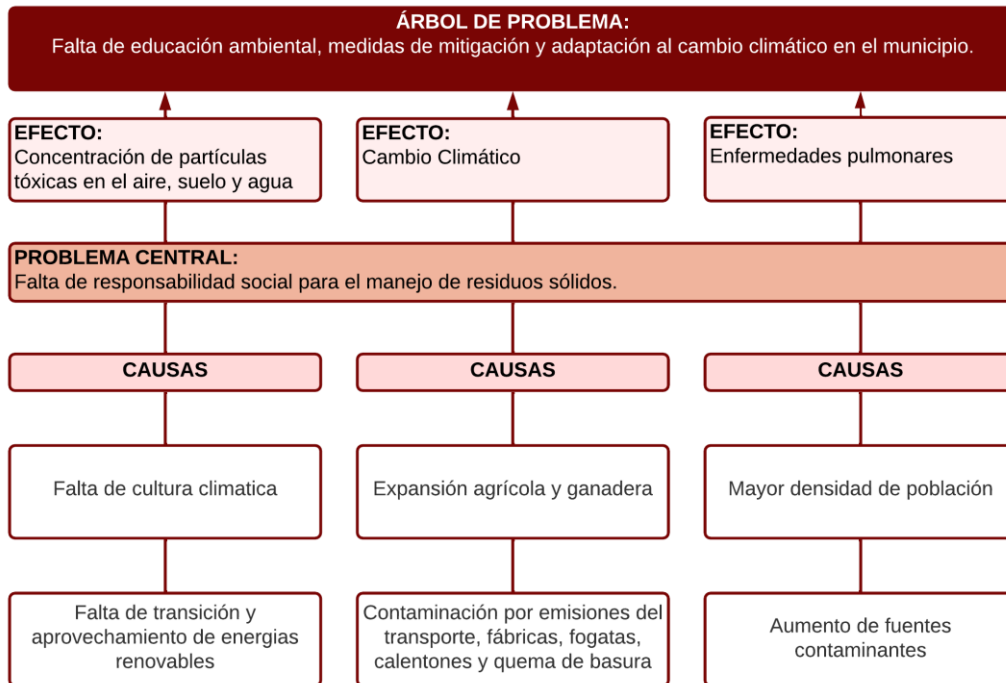 ÁRBOL DE PROBLEMA:
Falta de educación ambiental, medidas de mitigación y adaptación al cambio climático en el municipio.
EFECTO:
Concentración de partículas
tóxicas en el aire, suelo y agua
EFECTO:
Cambio Climático
EFECTO:
Enfermedades pulmonares
PROBLEMA CENTRAL:
Falta de responsabilidad social para el manejo de residuos sólidos.
CAUSAS
CAUSAS
CAUSAS
Falta de cultura climatica
Expansión agrícola y ganadera
Mayor densidad de población
Falta de transición y
aprovechamiento de energias
renovables
Contaminación por emisiones del
transporte, fábricas, fogatas,
calentones y quema de basura
Aumento de fuentes
contaminantes